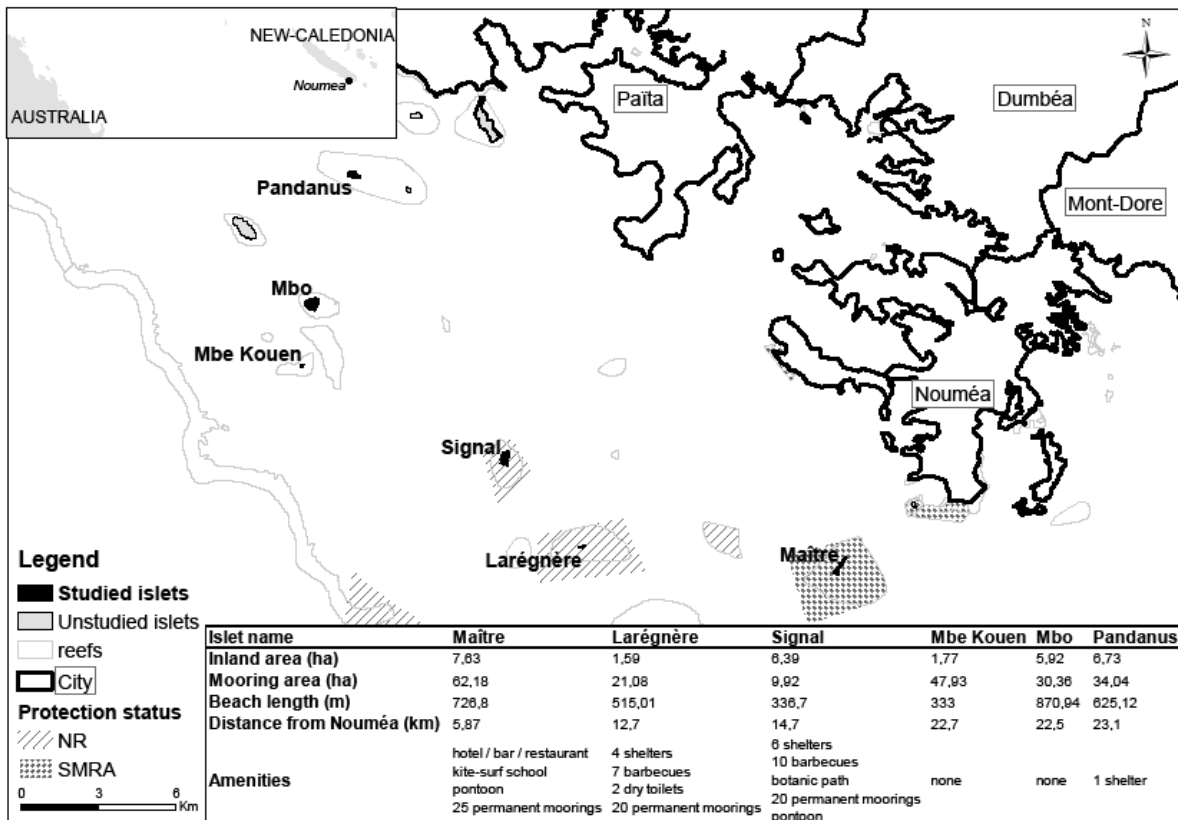 NEW-CALEDONIA
Noumea
AUSTRALIA
N
Païta
Dumbéa
Mont-Dore
Pandanus
Mbo
Mbe Kouen
Nouméa
Signal
Larégnère
Maître
Legend
Studied islets
Unstudied islets
reefs
City
Protection status
NR
SMRA
0 3 6
Km
Islet name Maître Larégnère Signal Mbe Kouen Mbo Pandanus
Inland area (ha) 7,63 1,59 6,39 1,77 5,92 6,73
Mooring area (ha) 62,18 21,08 9,92 47,93 30,36 34,04
Beach length (m) 726,8 515,01 336,7 333 870,94 625,12
Distance from Nouméa (km) 5,87 12,7 14,7 22,7 22,5 23,1
Amenities
hotel / bar / restaurant
kite-surf school
pontoon
25 permanent moorings
4 shelters
7 barbecues
2 dry toilets
20 permanent moorings
6 shelters
10 barbecues
botanic path
20 permanent moorings
pontoon
none
none
1 shelter